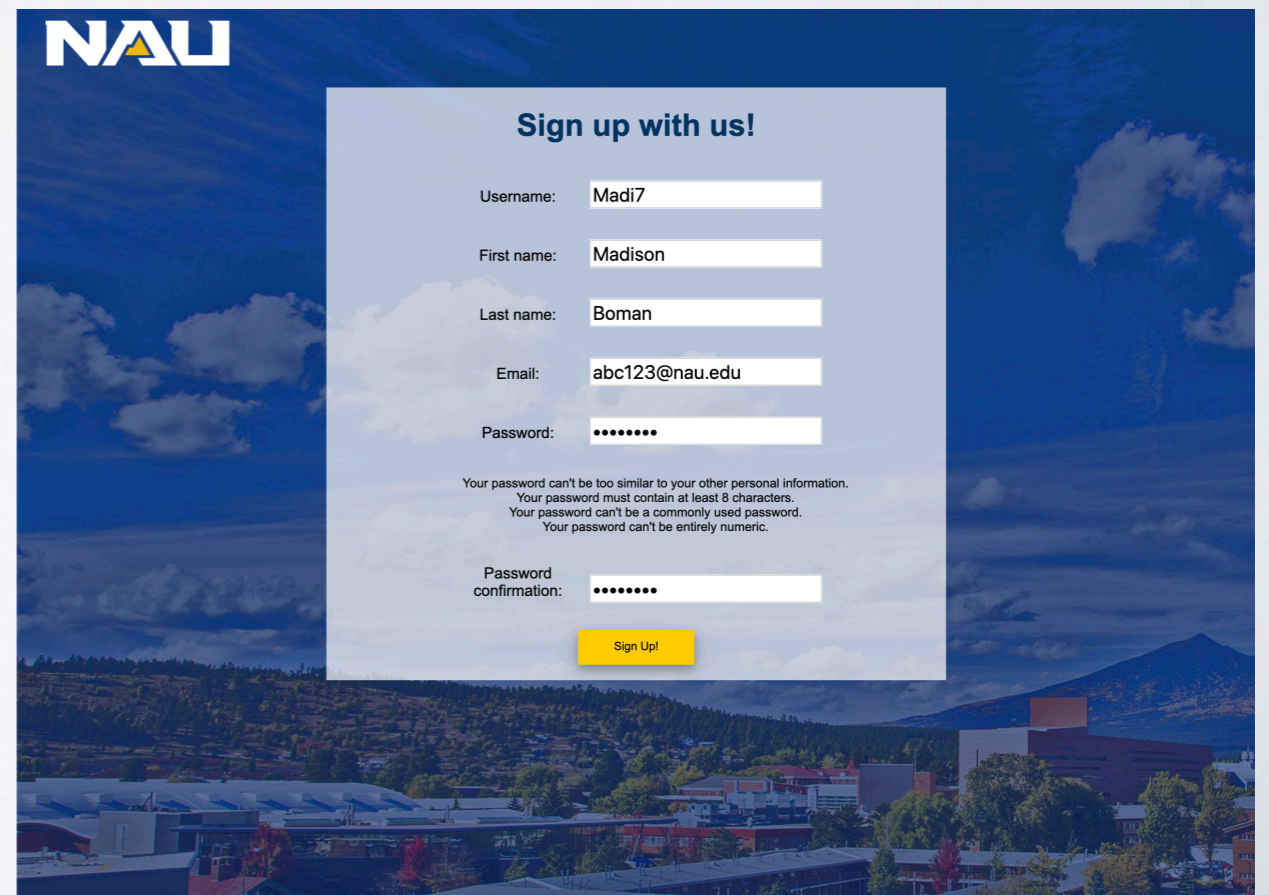 NAU
Sign up with us!
Username: Madi7
First name: Madison
Last name: Boman
Email: abc123@nau.edu
Password: ••••••••
Your password can't be too similar to your other personal information.
Your password must contain at least 8 characters.
Your password can't be a commonly used password.
Your password can't be entirely numeric.
Password
confirmation: ••••••••
Sign Up!